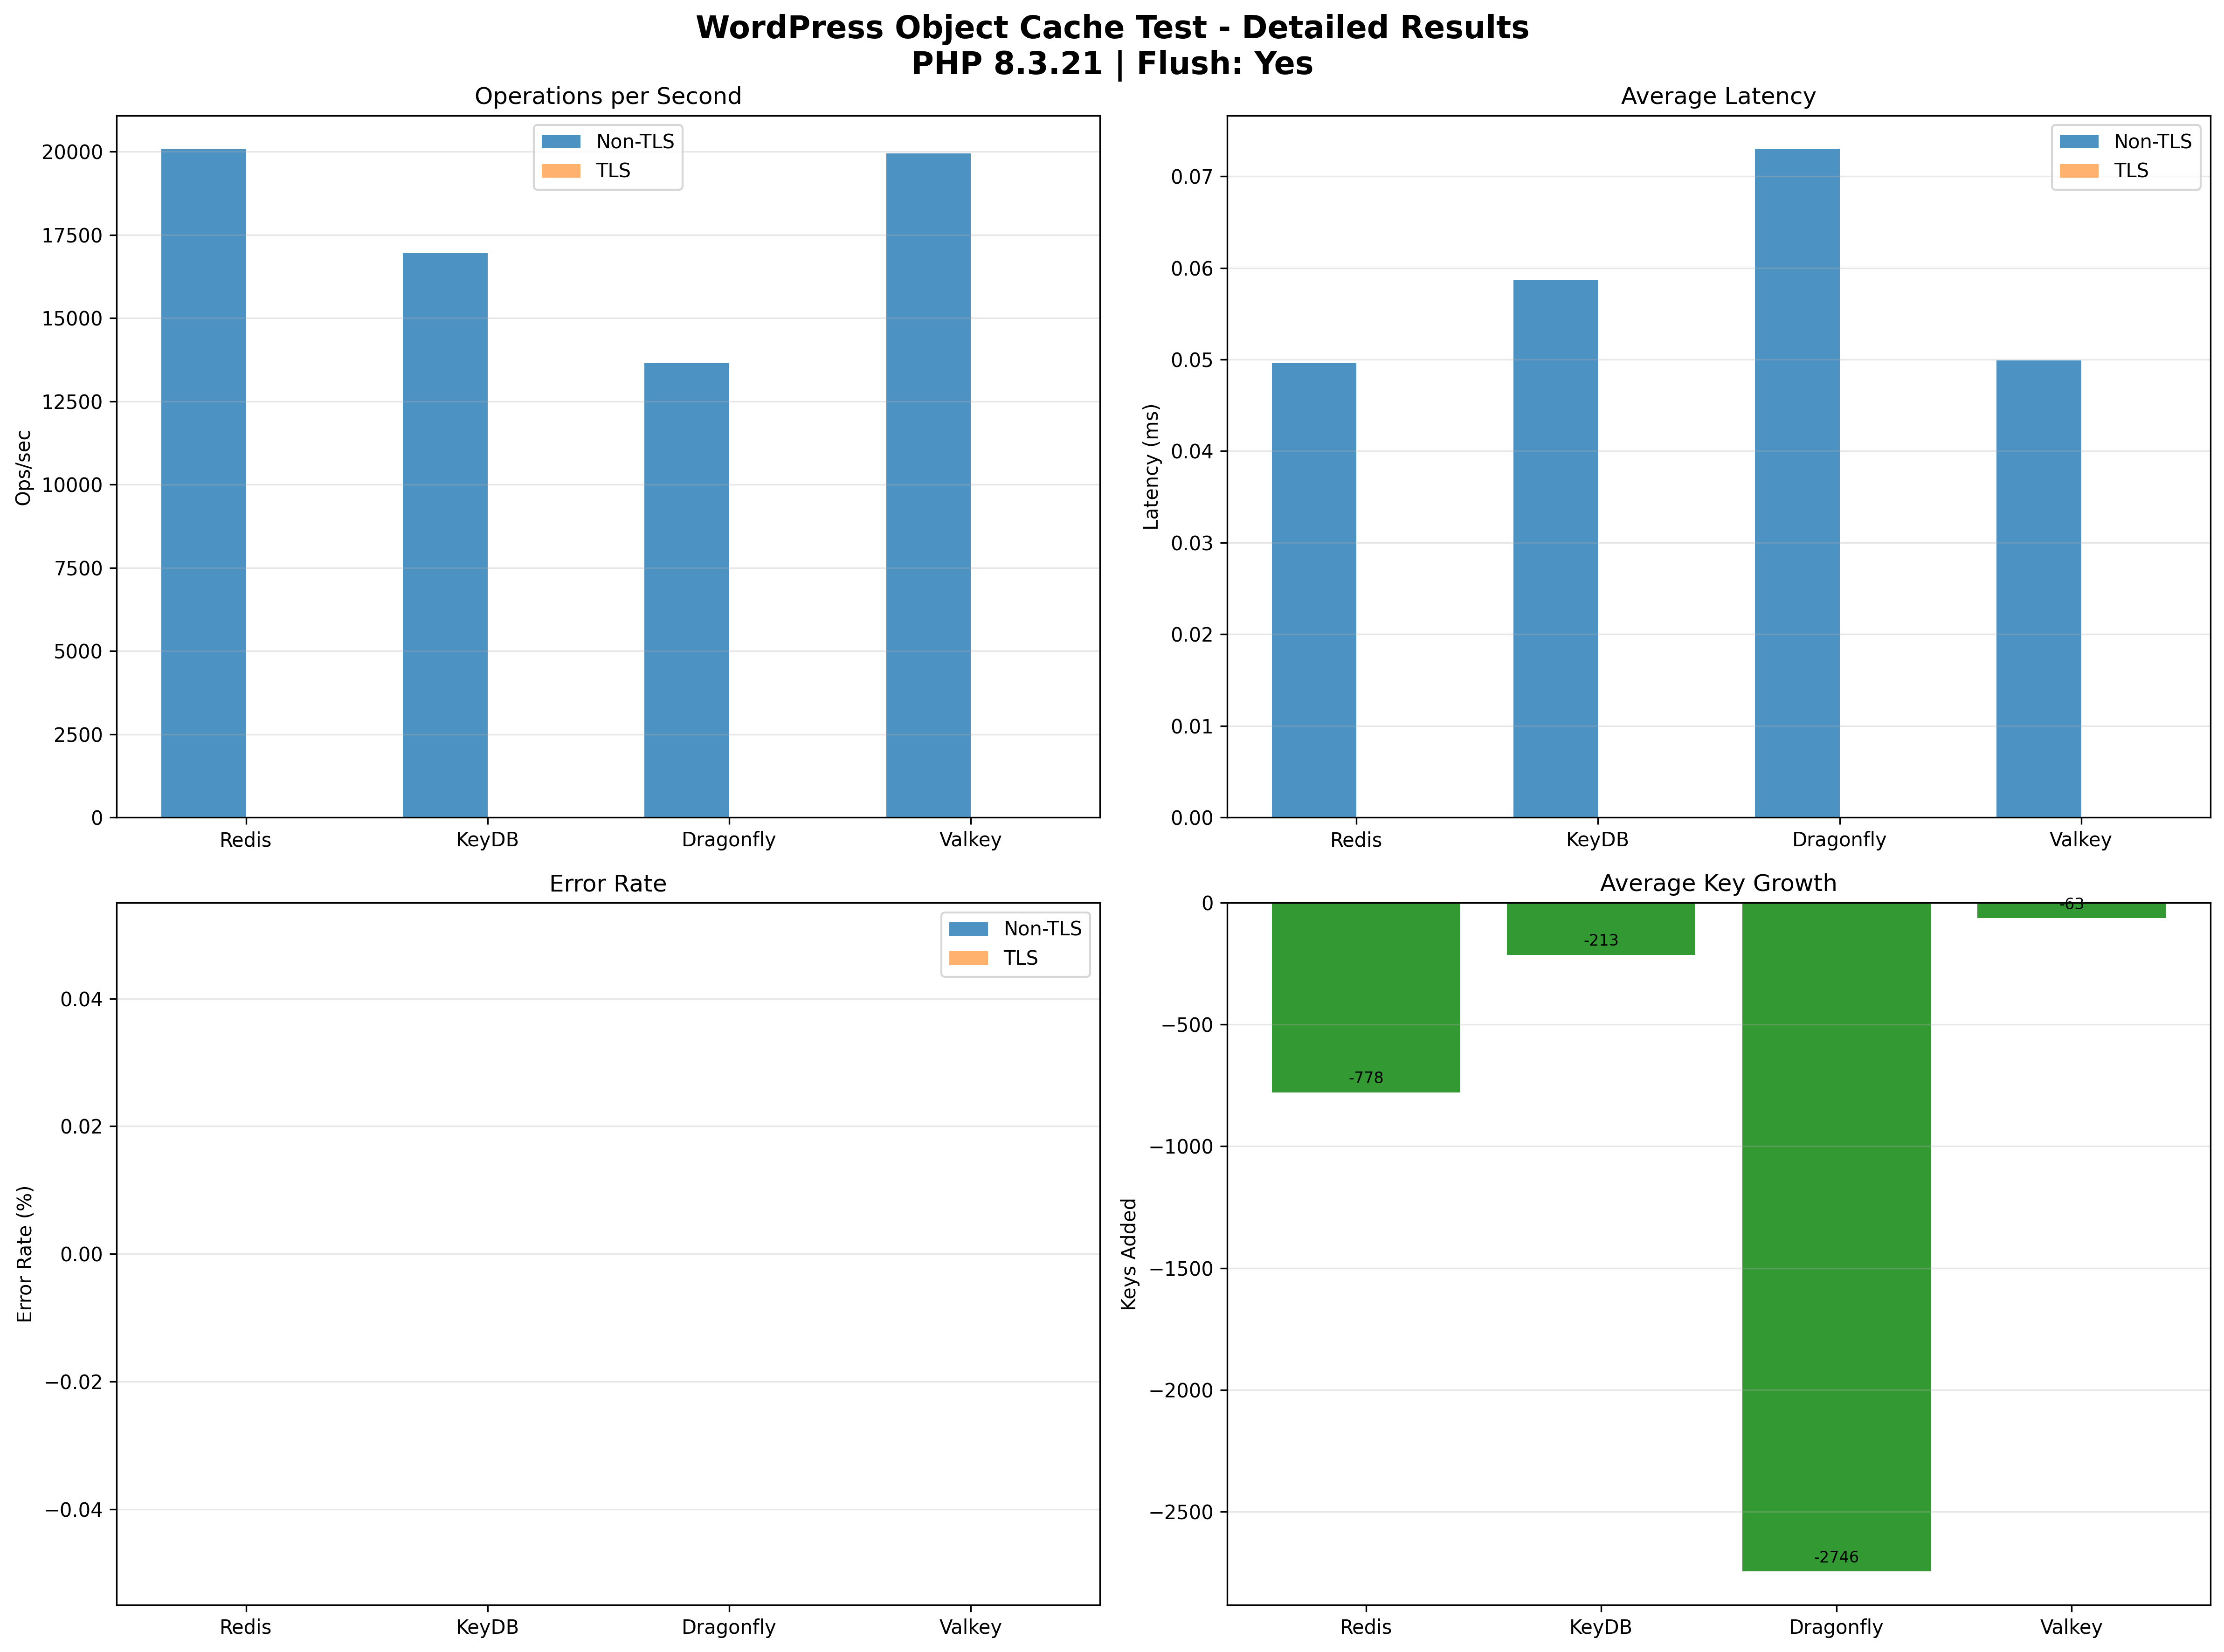 WordPress Object Cache Test - Detailed Results
PHP 8.3.21 | Flush: Yes
Operations per Second
Ops/sec
20000
17500
15000
12500
10000
7500
5000
2500
0
Non-TLS
TLS
Redis KeyDB Dragonfly Valkey
Average Latency
Latency (ms)
0.07
0.06
0.05
0.04
0.03
0.02
0.01
0.00
Non-TLS
TLS
Redis KeyDB Dragonfly Valkey
Error Rate
Error Rate (%)
0.04
0.02
0.00
−0.02
−0.04
Non-TLS
TLS
Redis KeyDB Dragonfly Valkey
Average Key Growth
Keys Added
0
−500
−1000
−1500
−2000
−2500
-778
-213
-2746
-63
Redis KeyDB Dragonfly Valkey